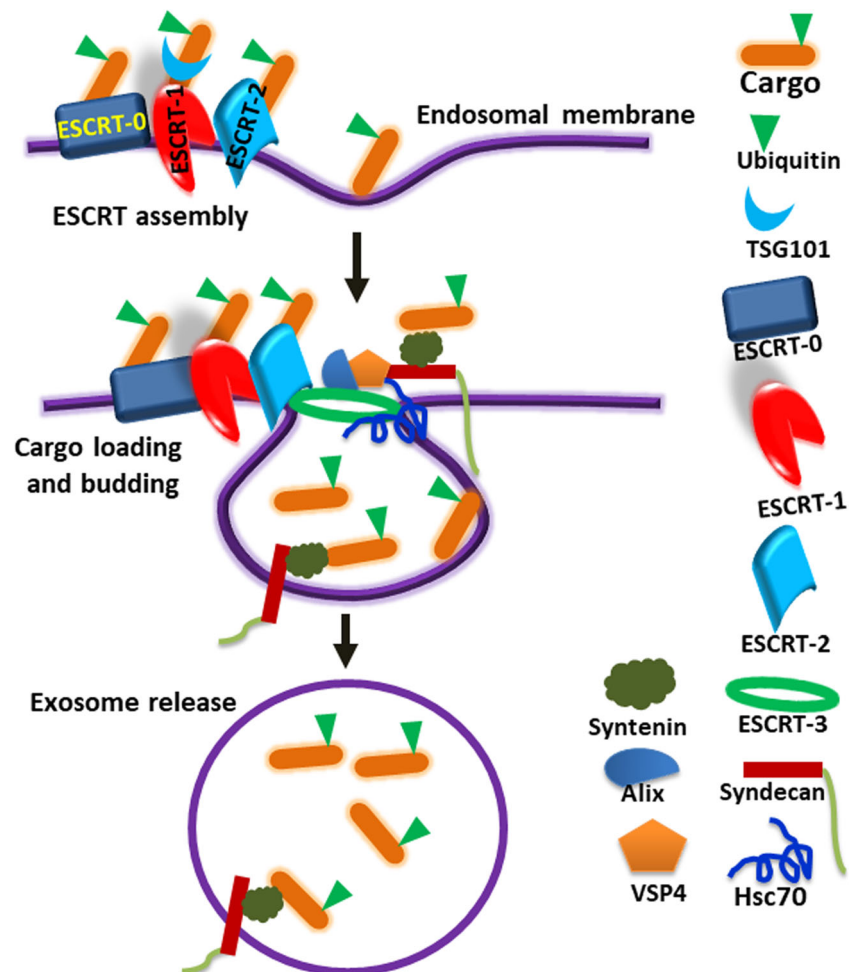 Cargo
Ubiquitin
TSG101
ESCRT-0
ESCRT-1
ESCRT-2
Endosomal membrane
ESCRT assembly
ESCRT-0
Cargo loading
and budding
ESCRT-1
ESCRT-2
Exosome release
Syntenin
ESCRT-3
Alix
Syndecan
VSP4
Hsc70